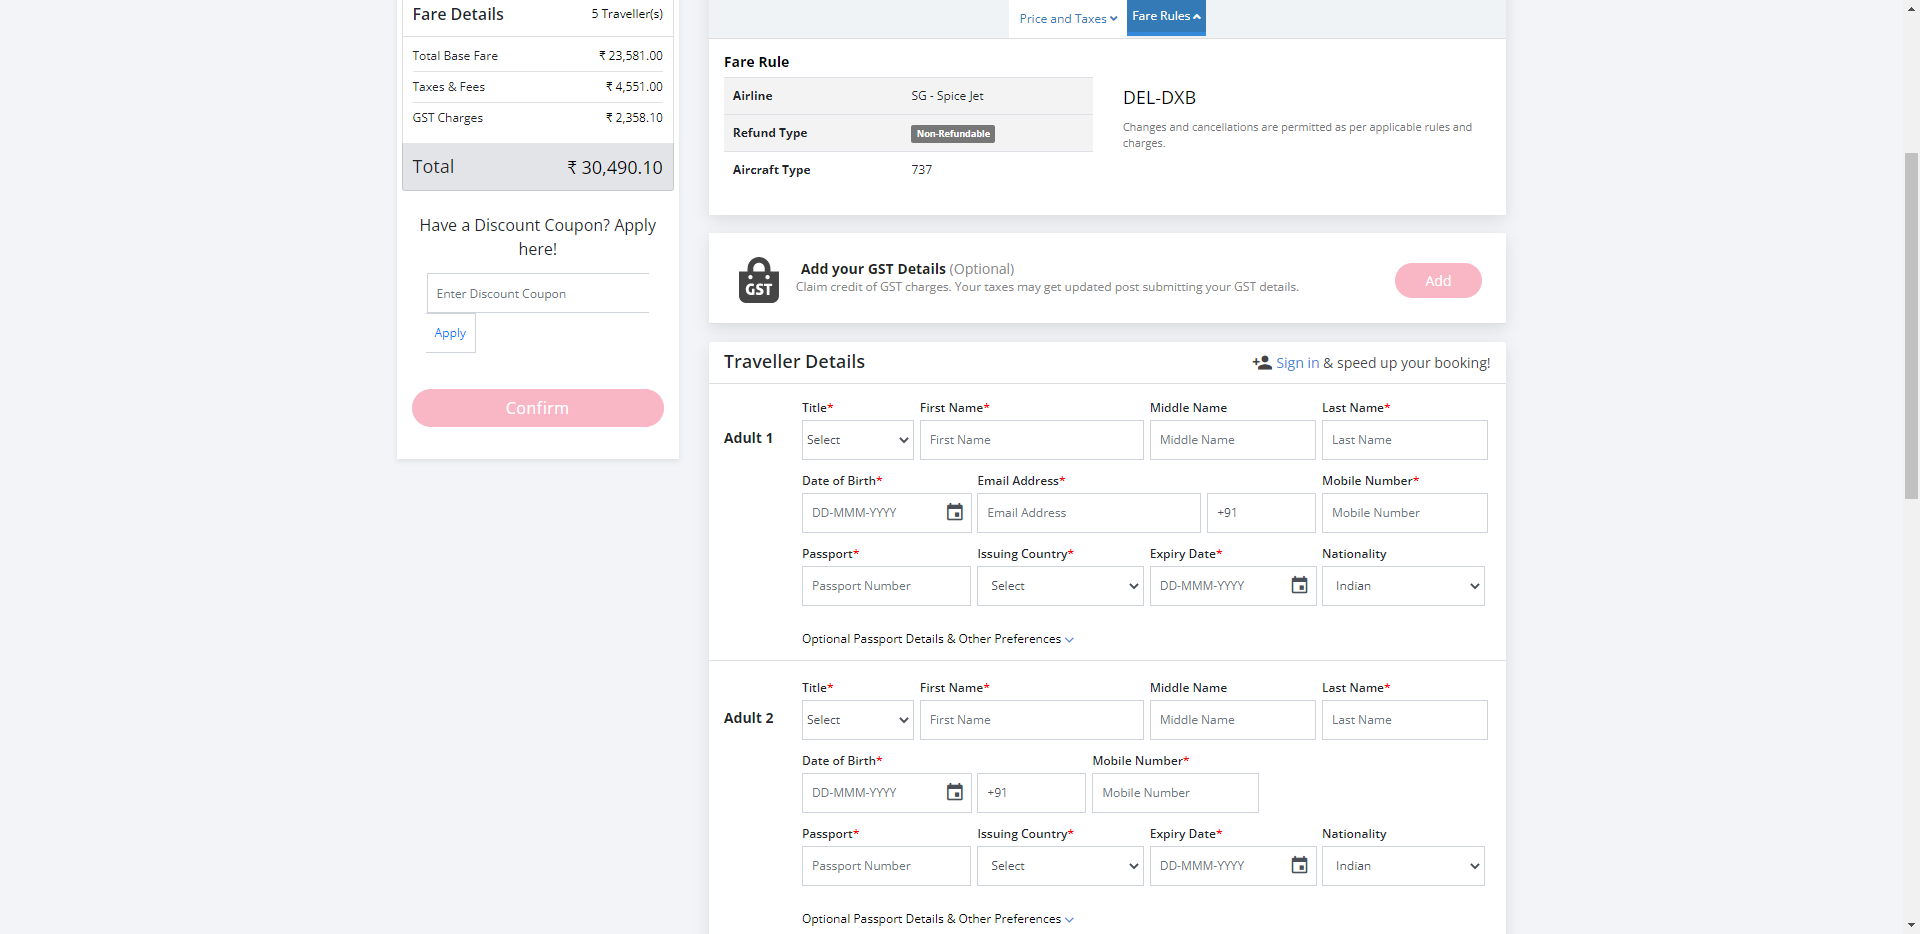 Fare Details 5 Traveller(s)
Total Base Fare ₹ 23,581.00
Taxes & Fees ₹ 4,551.00
GST Charges ₹ 2,358.10
Total ₹ 30,490.10
Have a Discount Coupon? Apply
here!
Enter Discount Coupon
Apply
Confirm
Price and Taxes Fare Rules
Fare Rule
Airline SG - Spice Jet
Refund Type Non-Refundable
Aircraft Type 737
DEL-DXB
Changes and cancellations are permitted as per applicable rules and
charges.
GST
Add your GST Details (Optional)
Claim credit of GST charges. Your taxes may get updated post submitting your GST details.
Add
Traveller Details Sign in & speed up your booking!
Title* First Name* Middle Name Last Name*
Adult 1 Select First Name Middle Name Last Name
Date of Birth* Email Address* Mobile Number*
DD-MMM-YYYY Email Address +91 Mobile Number
Passport* Issuing Country* Expiry Date* Nationality
Passport Number Select DD-MMM-YYYY Indian
Optional Passport Details & Other Preferences
Title* First Name* Middle Name Last Name*
Adult 2 Select First Name Middle Name Last Name
Date of Birth* Mobile Number*
DD-MMM-YYYY +91 Mobile Number
Passport* Issuing Country* Expiry Date* Nationality
Passport Number Select DD-MMM-YYYY Indian
Optional Passport Details & Other Preferences